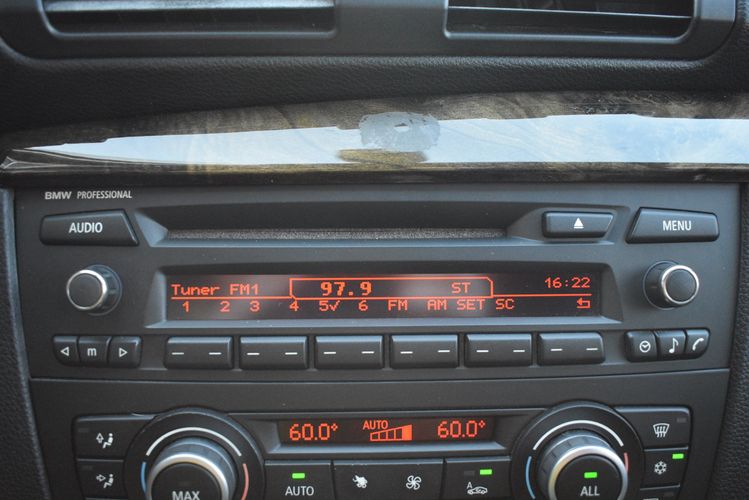 BMW PROFESSIONAL
AUDIO
MENU
Tuner FM1 97.9 ST 16:22
1 2 3 4 5✓ 6 FM AM SET SC
m
60.0° AUTO 60.0°
MAX
AUTO
A
ALL